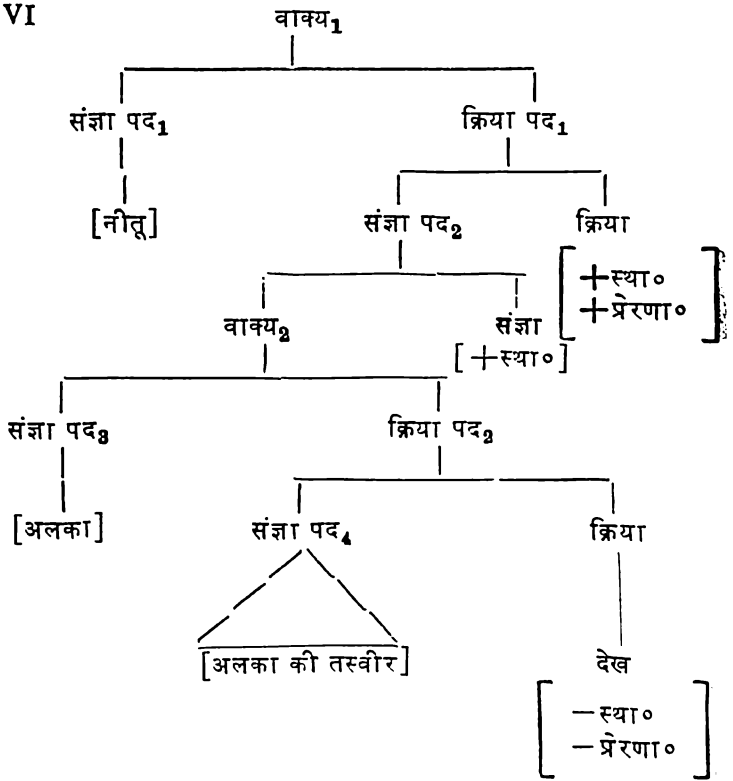 VI
वाक्य₁
संज्ञा पद₁ क्रिया पद₁
[नीतू] संज्ञा पद₂ क्रिया
[+स्था०
+प्रेरणा०]
वाक्य₂ संज्ञा
[+स्था०]
संज्ञा पद₃ क्रिया पद₂
[अलका] संज्ञा पद₄ क्रिया
[अलका की तस्वीर] देख
[−स्था०
−प्रेरणा०]